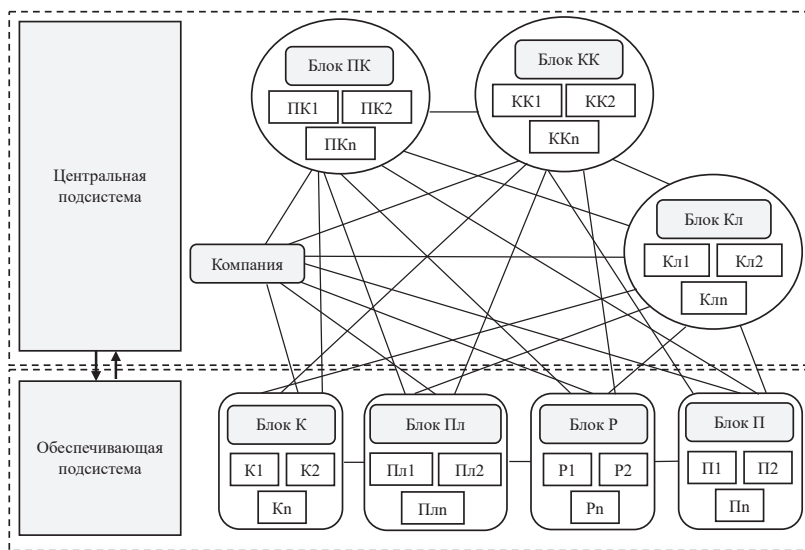 Блок ПК
ПК1 ПК2
ПКn
Блок КК
КК1 КК2
ККn
Центральная
подсистема
Блок Кл
Кл1 Кл2
Клn
Компания
Обеспечивающая
подсистема
Блок К
К1 К2
Кn
Блок Пл
Пл1 Пл2
Плn
Блок Р
Р1 Р2
Рn
Блок П
П1 П2
Пn